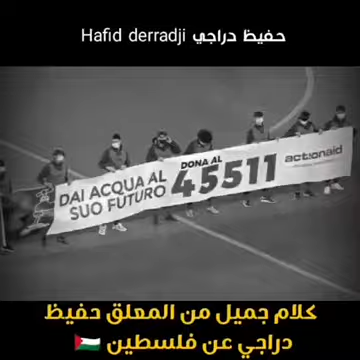 حفيظ دراجي Hafid derradji
DAI ACQUA AL
SUO FUTURO
DONA AL
45511
actionaid
كلام جميل من المعلق حفيظ
دراجي عن فلسطين 🇵🇸